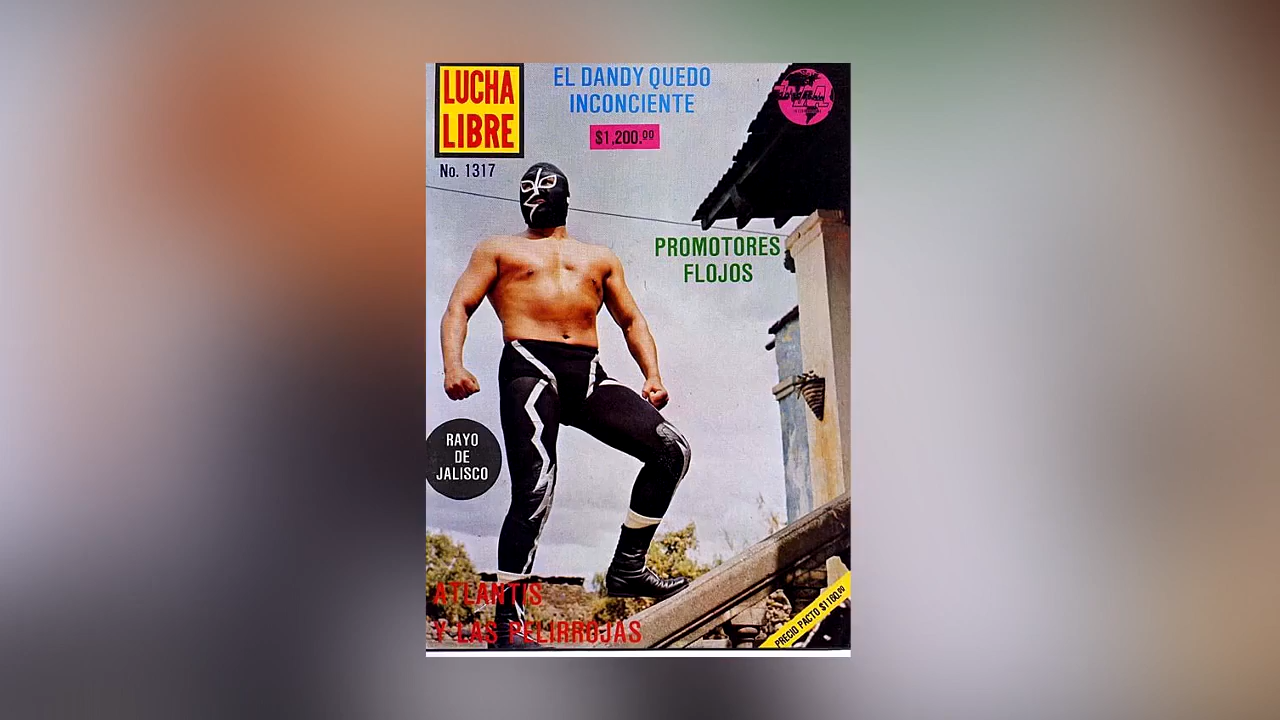 LUCHA
LIBRE
No. 1317
EL DANDY QUEDO
INCONCIENTE
$1,200.00
PROMOTORES
FLOJOS
RAYO
DE
JALISCO
ATLANTIS
Y LAS PELIRROJAS
PRECIO PACTO $1180.00